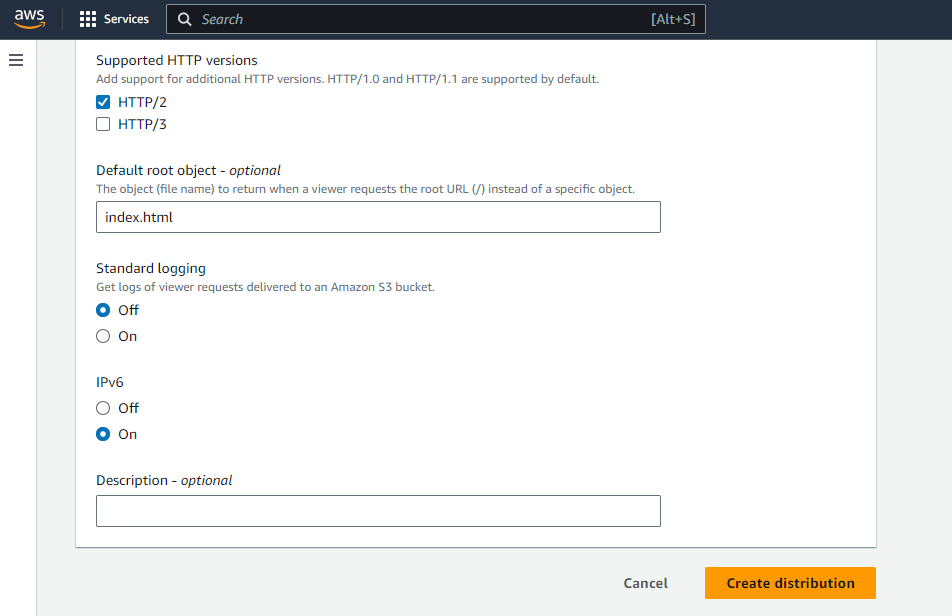 aws
Services
Search
[Alt+S]
Supported HTTP versions
Add support for additional HTTP versions. HTTP/1.0 and HTTP/1.1 are supported by default.
HTTP/2
HTTP/3
Default root object - optional
The object (file name) to return when a viewer requests the root URL (/) instead of a specific object.
index.html
Standard logging
Get logs of viewer requests delivered to an Amazon S3 bucket.
Off
On
IPv6
Off
On
Description - optional
Cancel
Create distribution